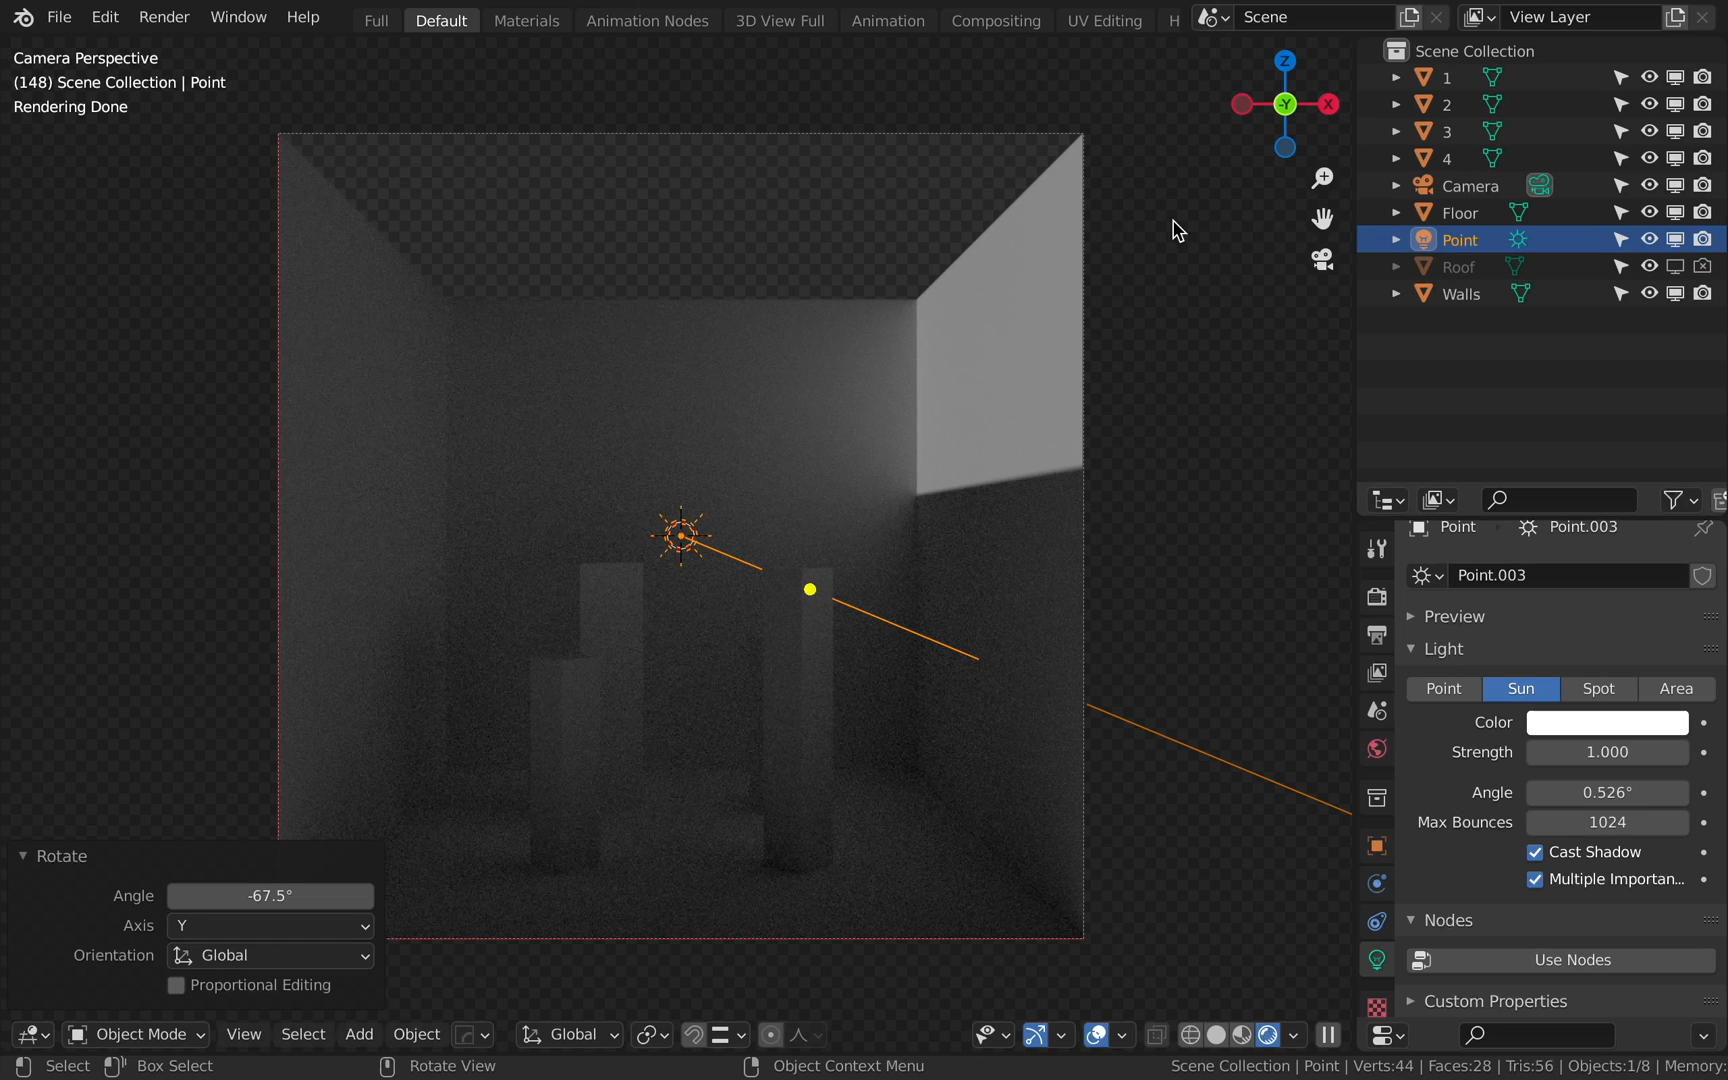 File Edit Render Window Help Full Default Materials Animation Nodes 3D View Full Animation Compositing UV Editing H Scene View Layer
Camera Perspective
(148) Scene Collection | Point
Rendering Done
Z
-Y
X
Scene Collection
1
2
3
4
Camera
Floor
Point
Roof
Walls
Point Point.003
Point.003
Preview
Light
Point Sun Spot Area
Color
Strength 1.000
Angle 0.526°
Max Bounces 1024
Cast Shadow
Multiple Importan...
Nodes
Use Nodes
Custom Properties
Rotate
Angle -67.5°
Axis Y
Orientation Global
Proportional Editing
Object Mode View Select Add Object Global
Select Box Select Rotate View Object Context Menu Scene Collection | Point | Verts:44 | Faces:28 | Tris:56 | Objects:1/8 | Memory: